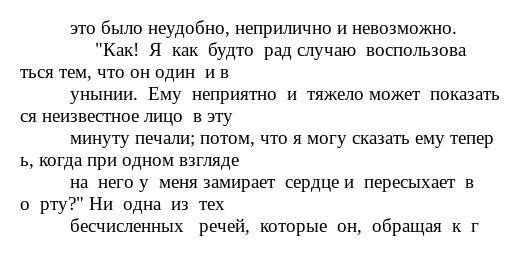 это было неудобно, неприлично и невозможно.
"Как! Я как будто рад случаю воспользова
ться тем, что он один и в
унынии. Ему неприятно и тяжело может показать
ся неизвестное лицо в эту
минуту печали; потом, что я могу сказать ему тепер
ь, когда при одном взгляде
на него у меня замирает сердце и пересыхает в
о рту?" Ни одна из тех
бесчисленных речей, которые он, обращая к г